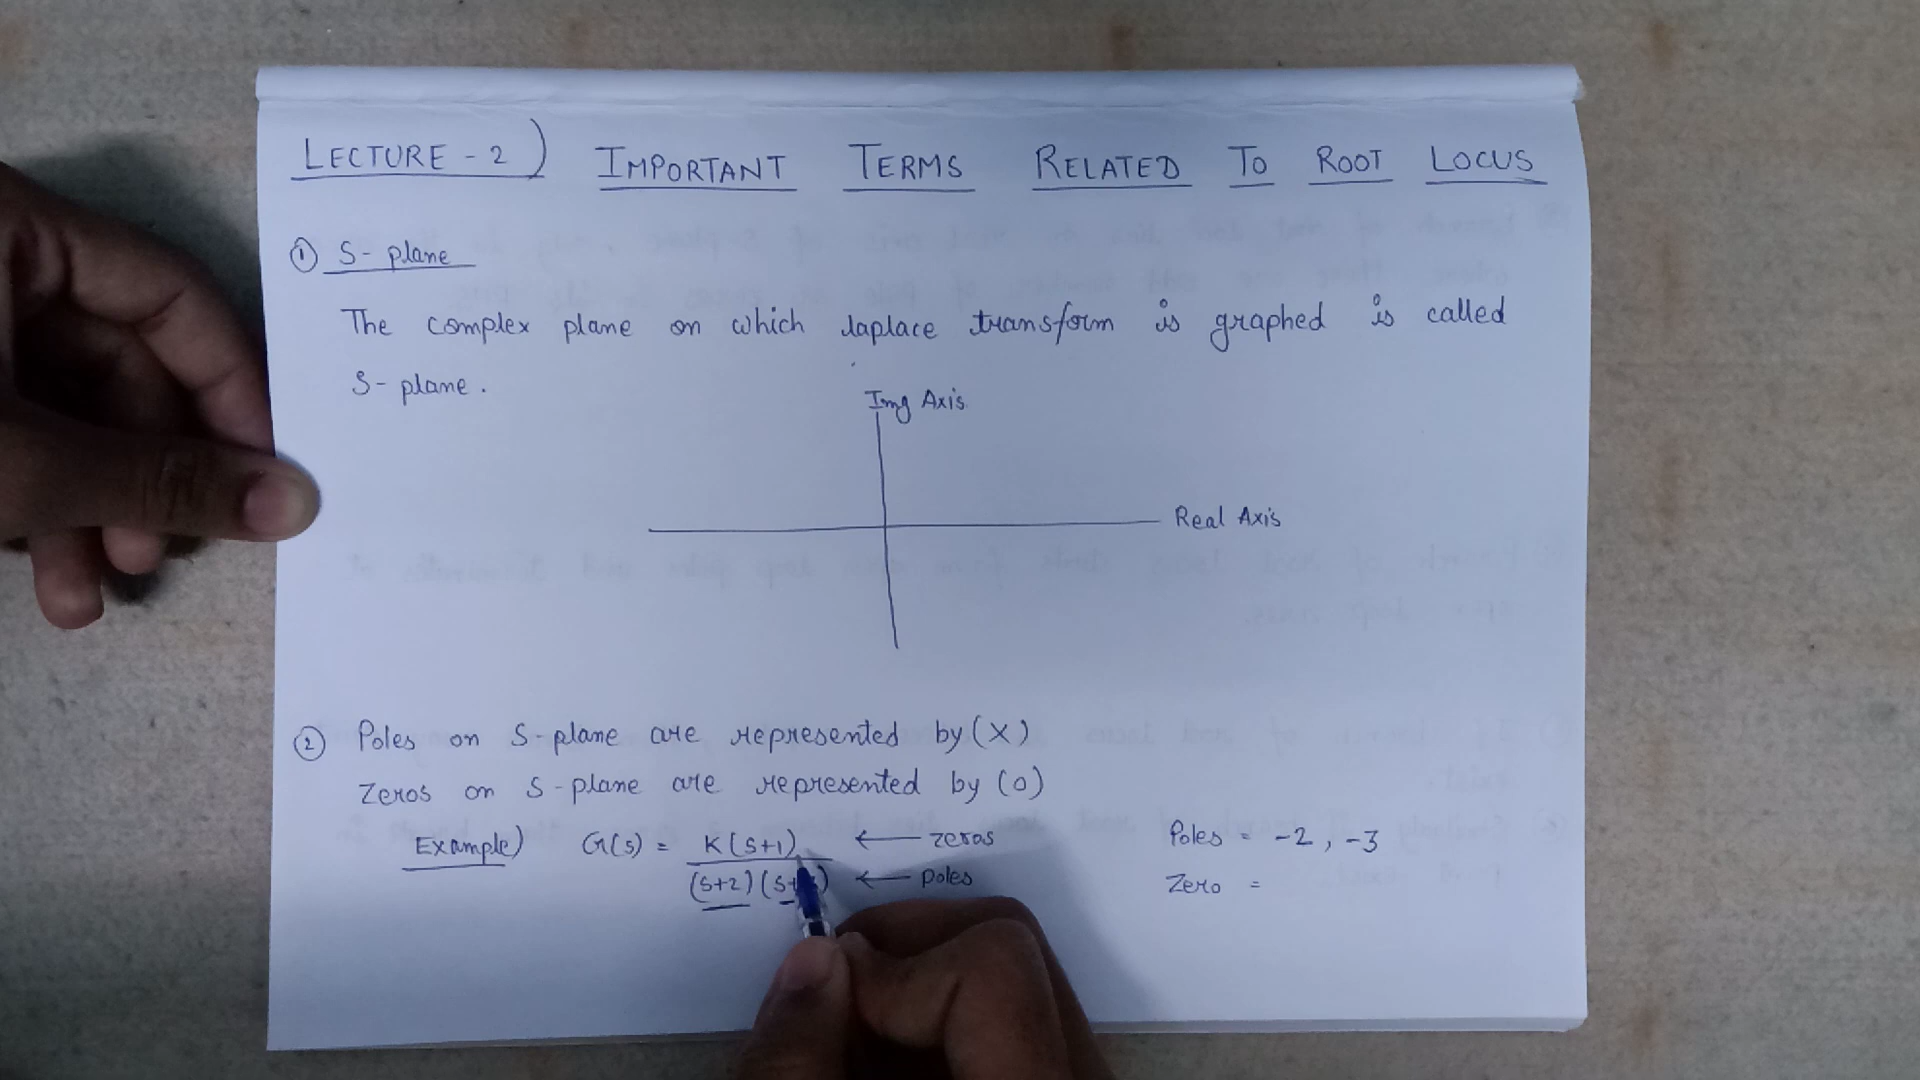 LECTURE - 2) IMPORTANT TERMS RELATED TO ROOT LOCUS
① S- plane
The complex plane on which laplace transform is graphed is called
S- plane.
Img Axis
Real Axis
② Poles on S-plane are represented by (X)
Zeros on S-plane are represented by (O)
Example) G(s) = K(S+1) ← zeros
(S+2) (S+ ) ← poles
Poles = -2, -3
Zero =